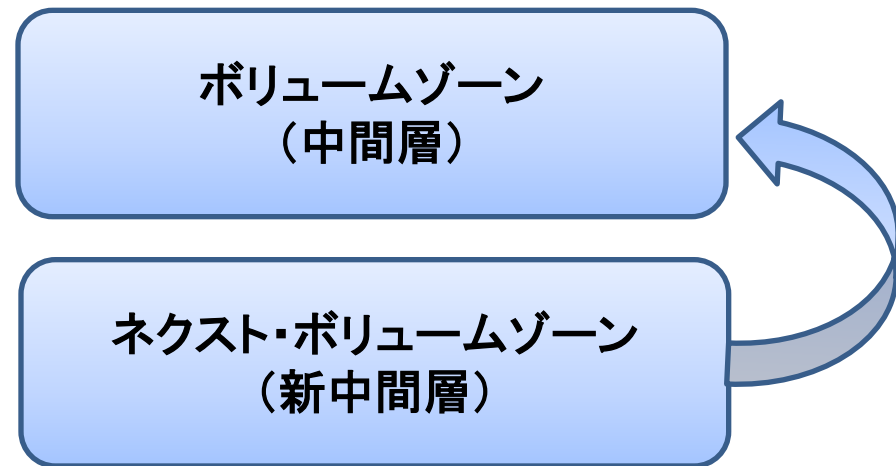 ボリュームゾーン
（中間層）
ネクスト・ボリュームゾーン
（新中間層）